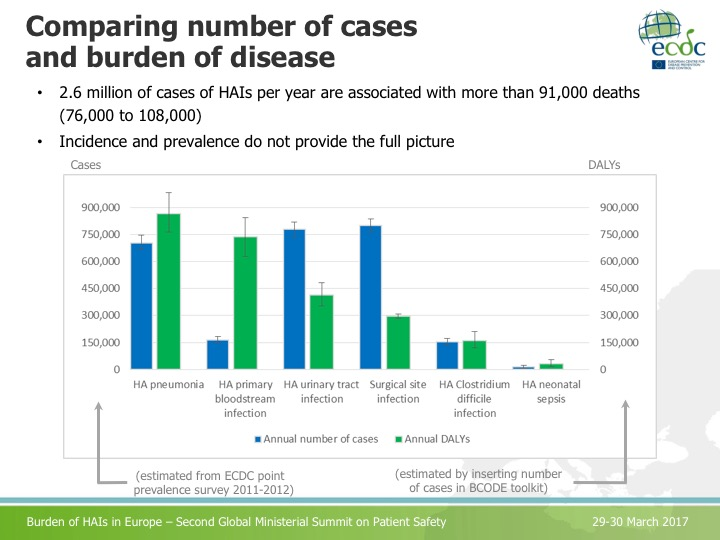 Comparing number of cases
and burden of disease
ecdc
EUROPEAN CENTRE FOR
DISEASE PREVENTION
AND CONTROL
• 2.6 million of cases of HAIs per year are associated with more than 91,000 deaths
(76,000 to 108,000)
• Incidence and prevalence do not provide the full picture
Cases DALYs
900,000 900,000
750,000 750,000
600,000 600,000
450,000 450,000
300,000 300,000
150,000 150,000
0 0
HA pneumonia HA primary HA urinary tract Surgical site HA Clostridium HA neonatal
bloodstream infection infection difficile sepsis
infection infection
Annual number of cases Annual DALYs
(estimated from ECDC point (estimated by inserting number
prevalence survey 2011-2012) of cases in BCODE toolkit)
Burden of HAIs in Europe – Second Global Ministerial Summit on Patient Safety 29-30 March 2017